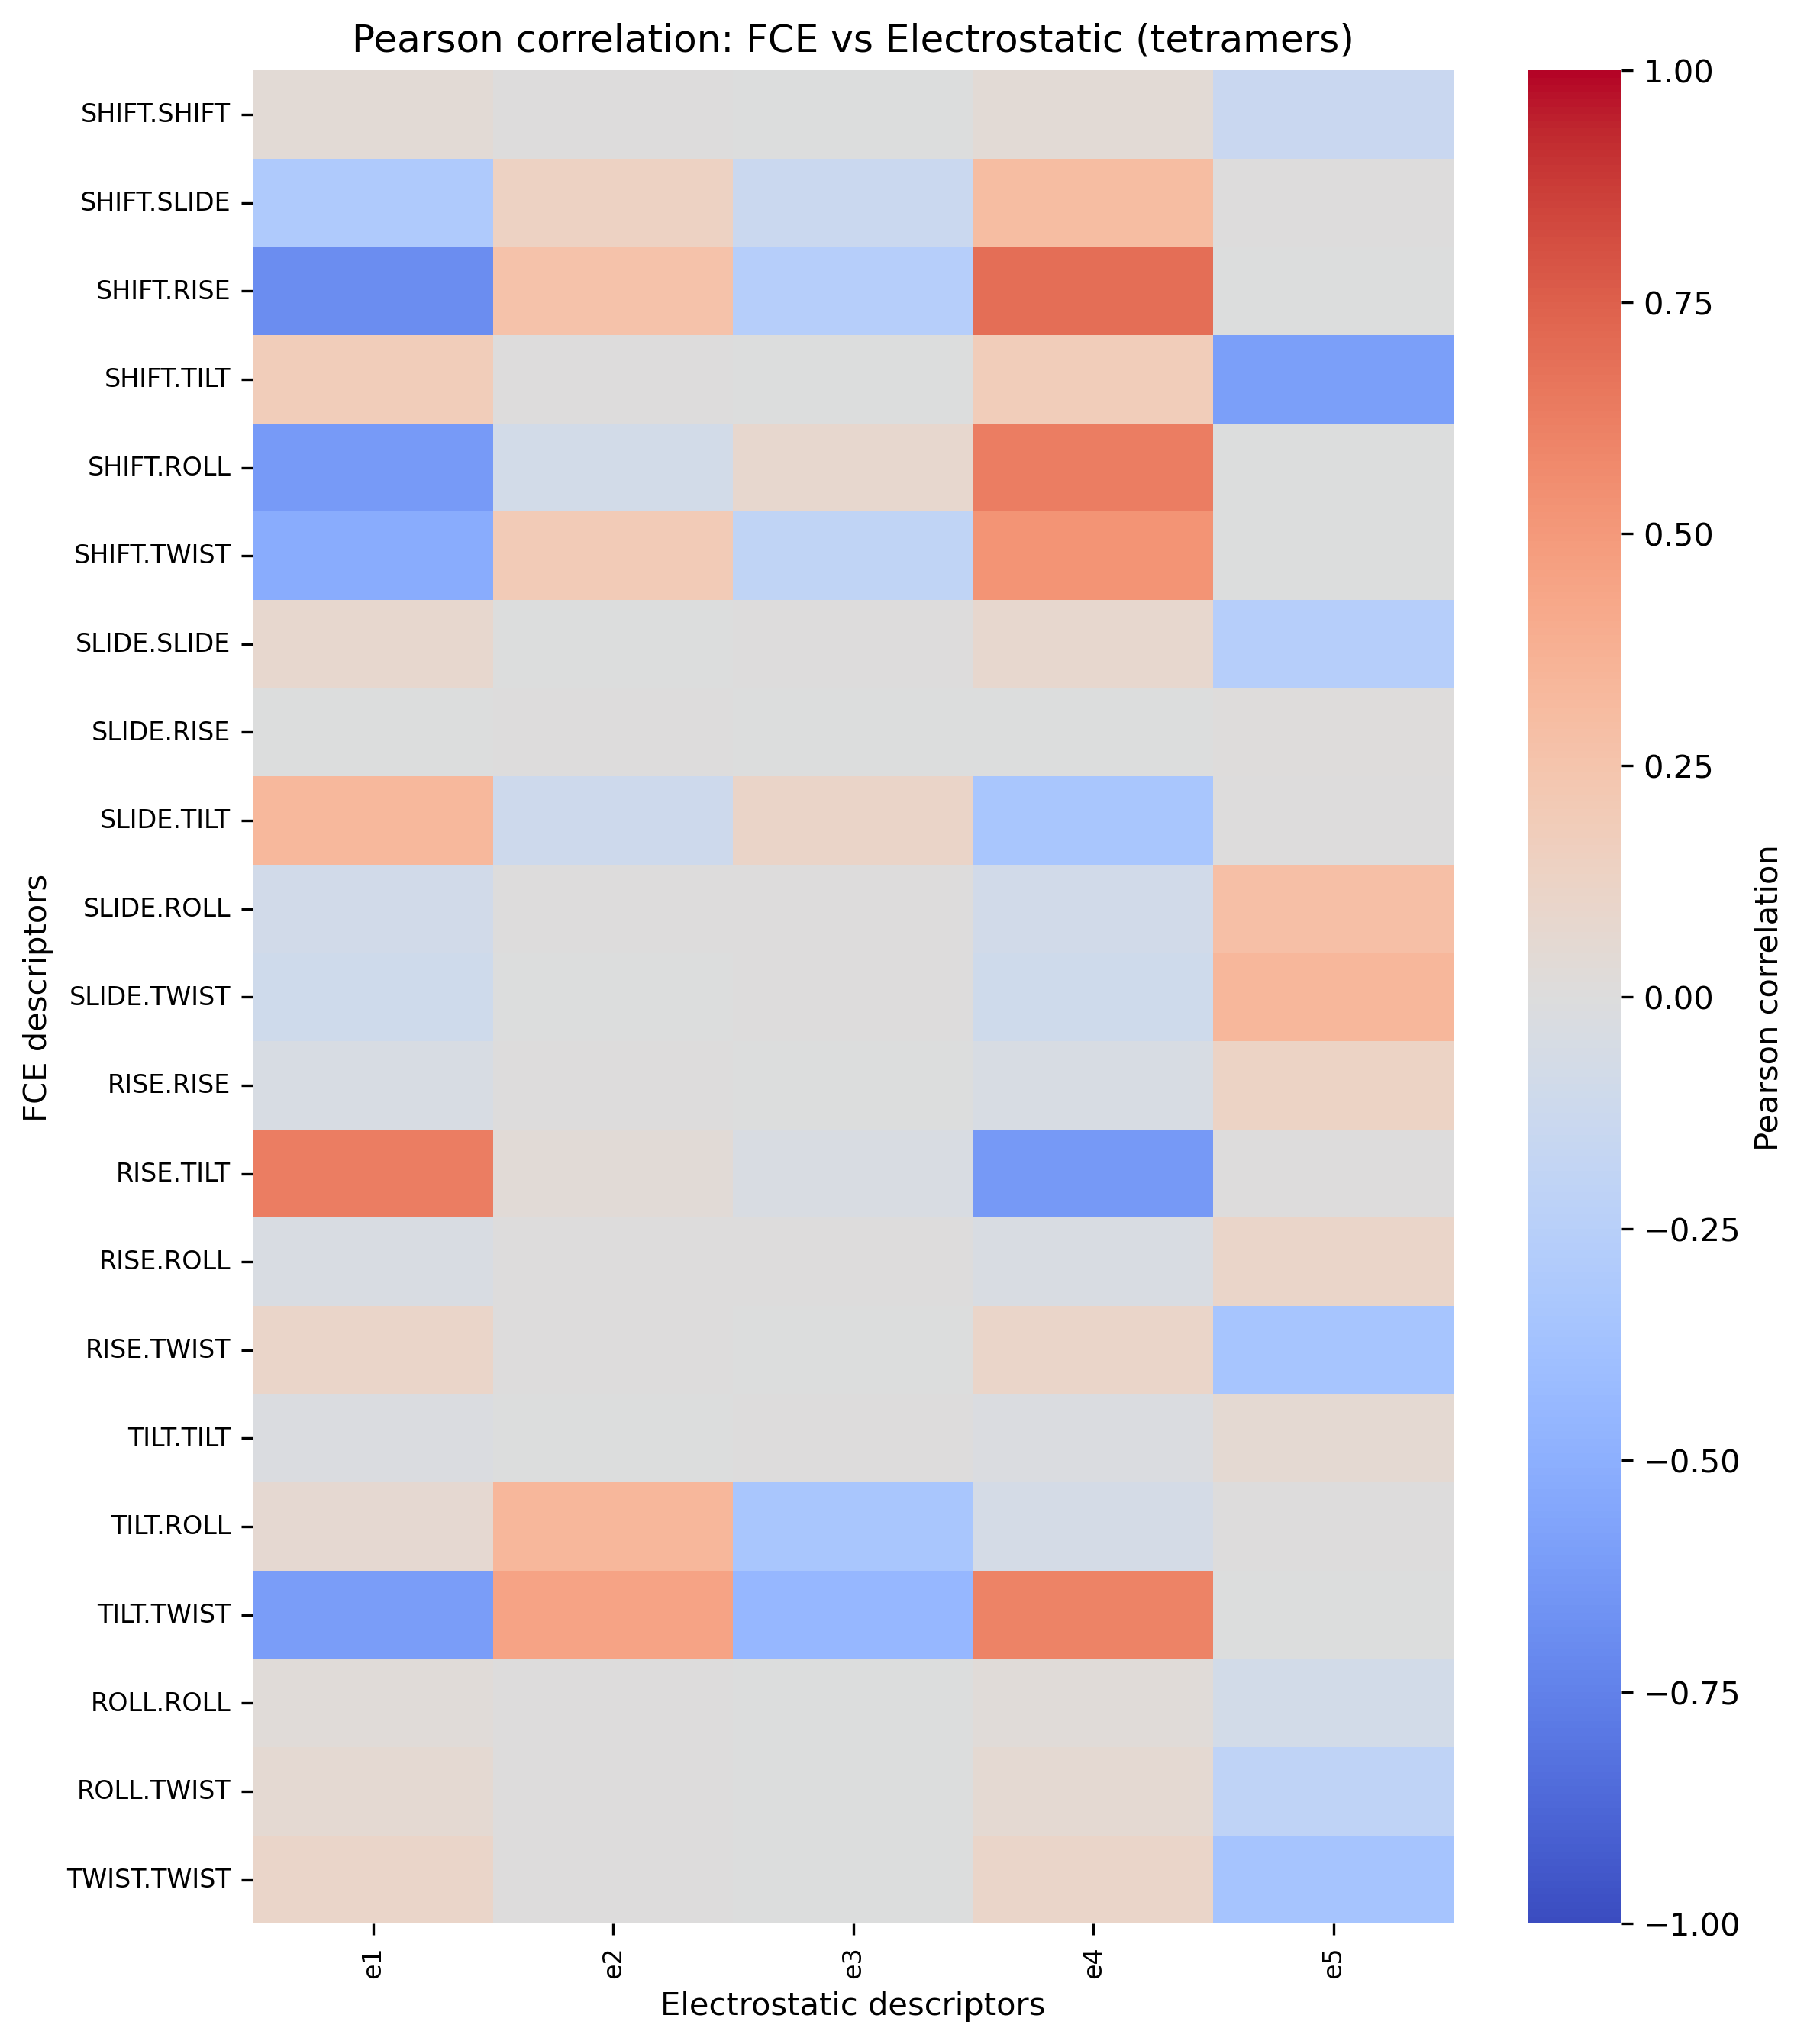 Pearson correlation: FCE vs Electrostatic (tetramers)
SHIFT.SHIFT
SHIFT.SLIDE
SHIFT.RISE
SHIFT.TILT
SHIFT.ROLL
SHIFT.TWIST
SLIDE.SLIDE
SLIDE.RISE
SLIDE.TILT
SLIDE.ROLL
SLIDE.TWIST
RISE.RISE
RISE.TILT
RISE.ROLL
RISE.TWIST
TILT.TILT
TILT.ROLL
TILT.TWIST
ROLL.ROLL
ROLL.TWIST
TWIST.TWIST
FCE descriptors
e1
e2
e3
e4
e5
Electrostatic descriptors
1.00
0.75
0.50
0.25
0.00
−0.25
−0.50
−0.75
−1.00
Pearson correlation